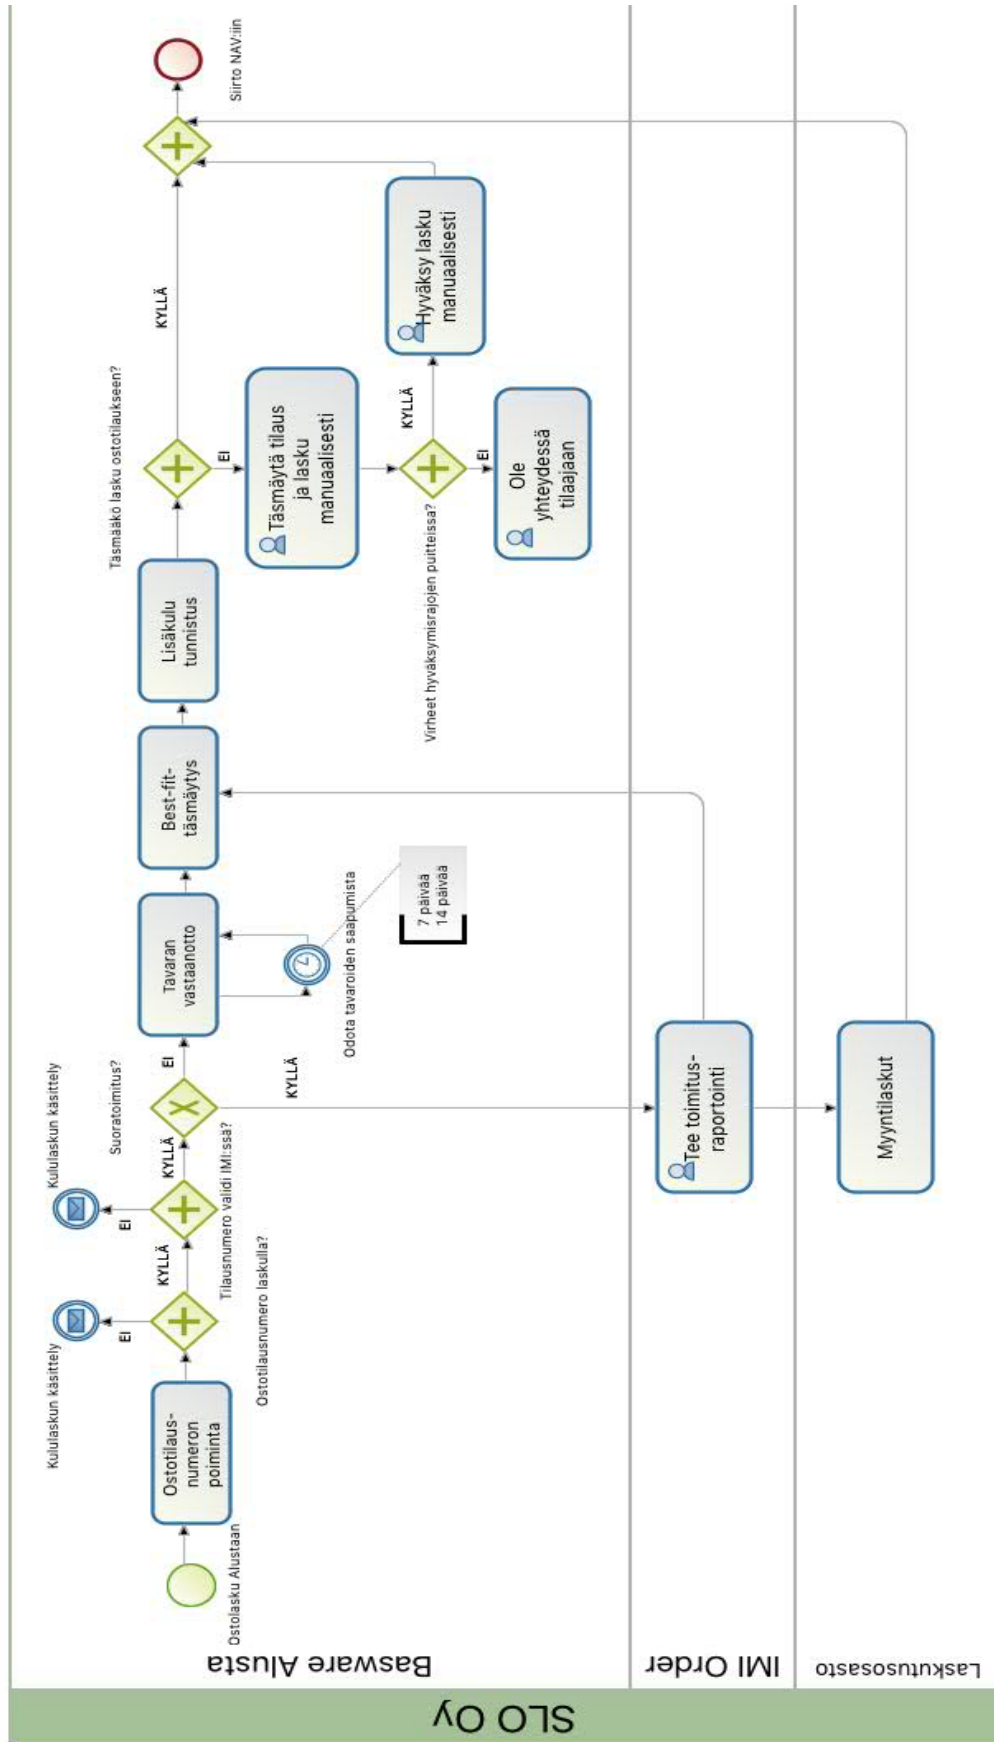 SLO Oy
Basware Alusta
IMI Order
Laskutusosasto
Ostolasku Alustaan
Ostotilaus-
numeron
poiminta
Ostotilausnumero laskulla?
EI
Kululaskun käsittely
KYLLÄ
Tilausnumero validi IMI:ssä?
EI
Kululaskun käsittely
KYLLÄ
Suoratoimitus?
EI
KYLLÄ
Tavaran
vastaanotto
Odota tavaroiden saapumista
7 päivää
14 päivää
Best-fit-
täsmäytys
Lisäkulu
tunnistus
Täsmääkö lasku ostotilaukseen?
KYLLÄ
EI
Täsmäytä tilaus
ja lasku
manuaalisesti
Virheet hyväksymisrajojen puitteissa?
KYLLÄ
EI
Ole
yhteydessä
tilaajaan
Hyväksy lasku
manuaalisesti
Siirto NAV:iin
Tee toimitus-
raportointi
Myyntilaskut